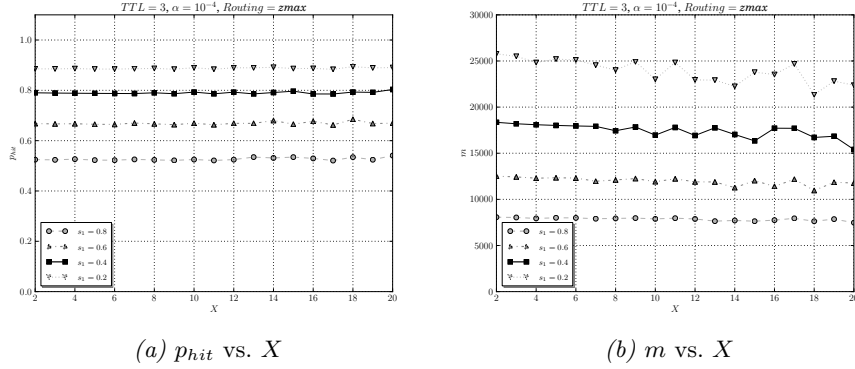 TTL = 3, α = 10⁻⁴, Routing = zmax
1.0
0.8
0.6
0.4
0.2
0.0
p_hit
s₁ = 0.8
s₁ = 0.6
s₁ = 0.4
s₁ = 0.2
2 4 6 8 10 12 14 16 18 20
X
TTL = 3, α = 10⁻⁴, Routing = zmax
30000
25000
20000
15000
10000
5000
0
m
s₁ = 0.8
s₁ = 0.6
s₁ = 0.4
s₁ = 0.2
2 4 6 8 10 12 14 16 18 20
X
(a) p_hit vs. X
(b) m vs. X